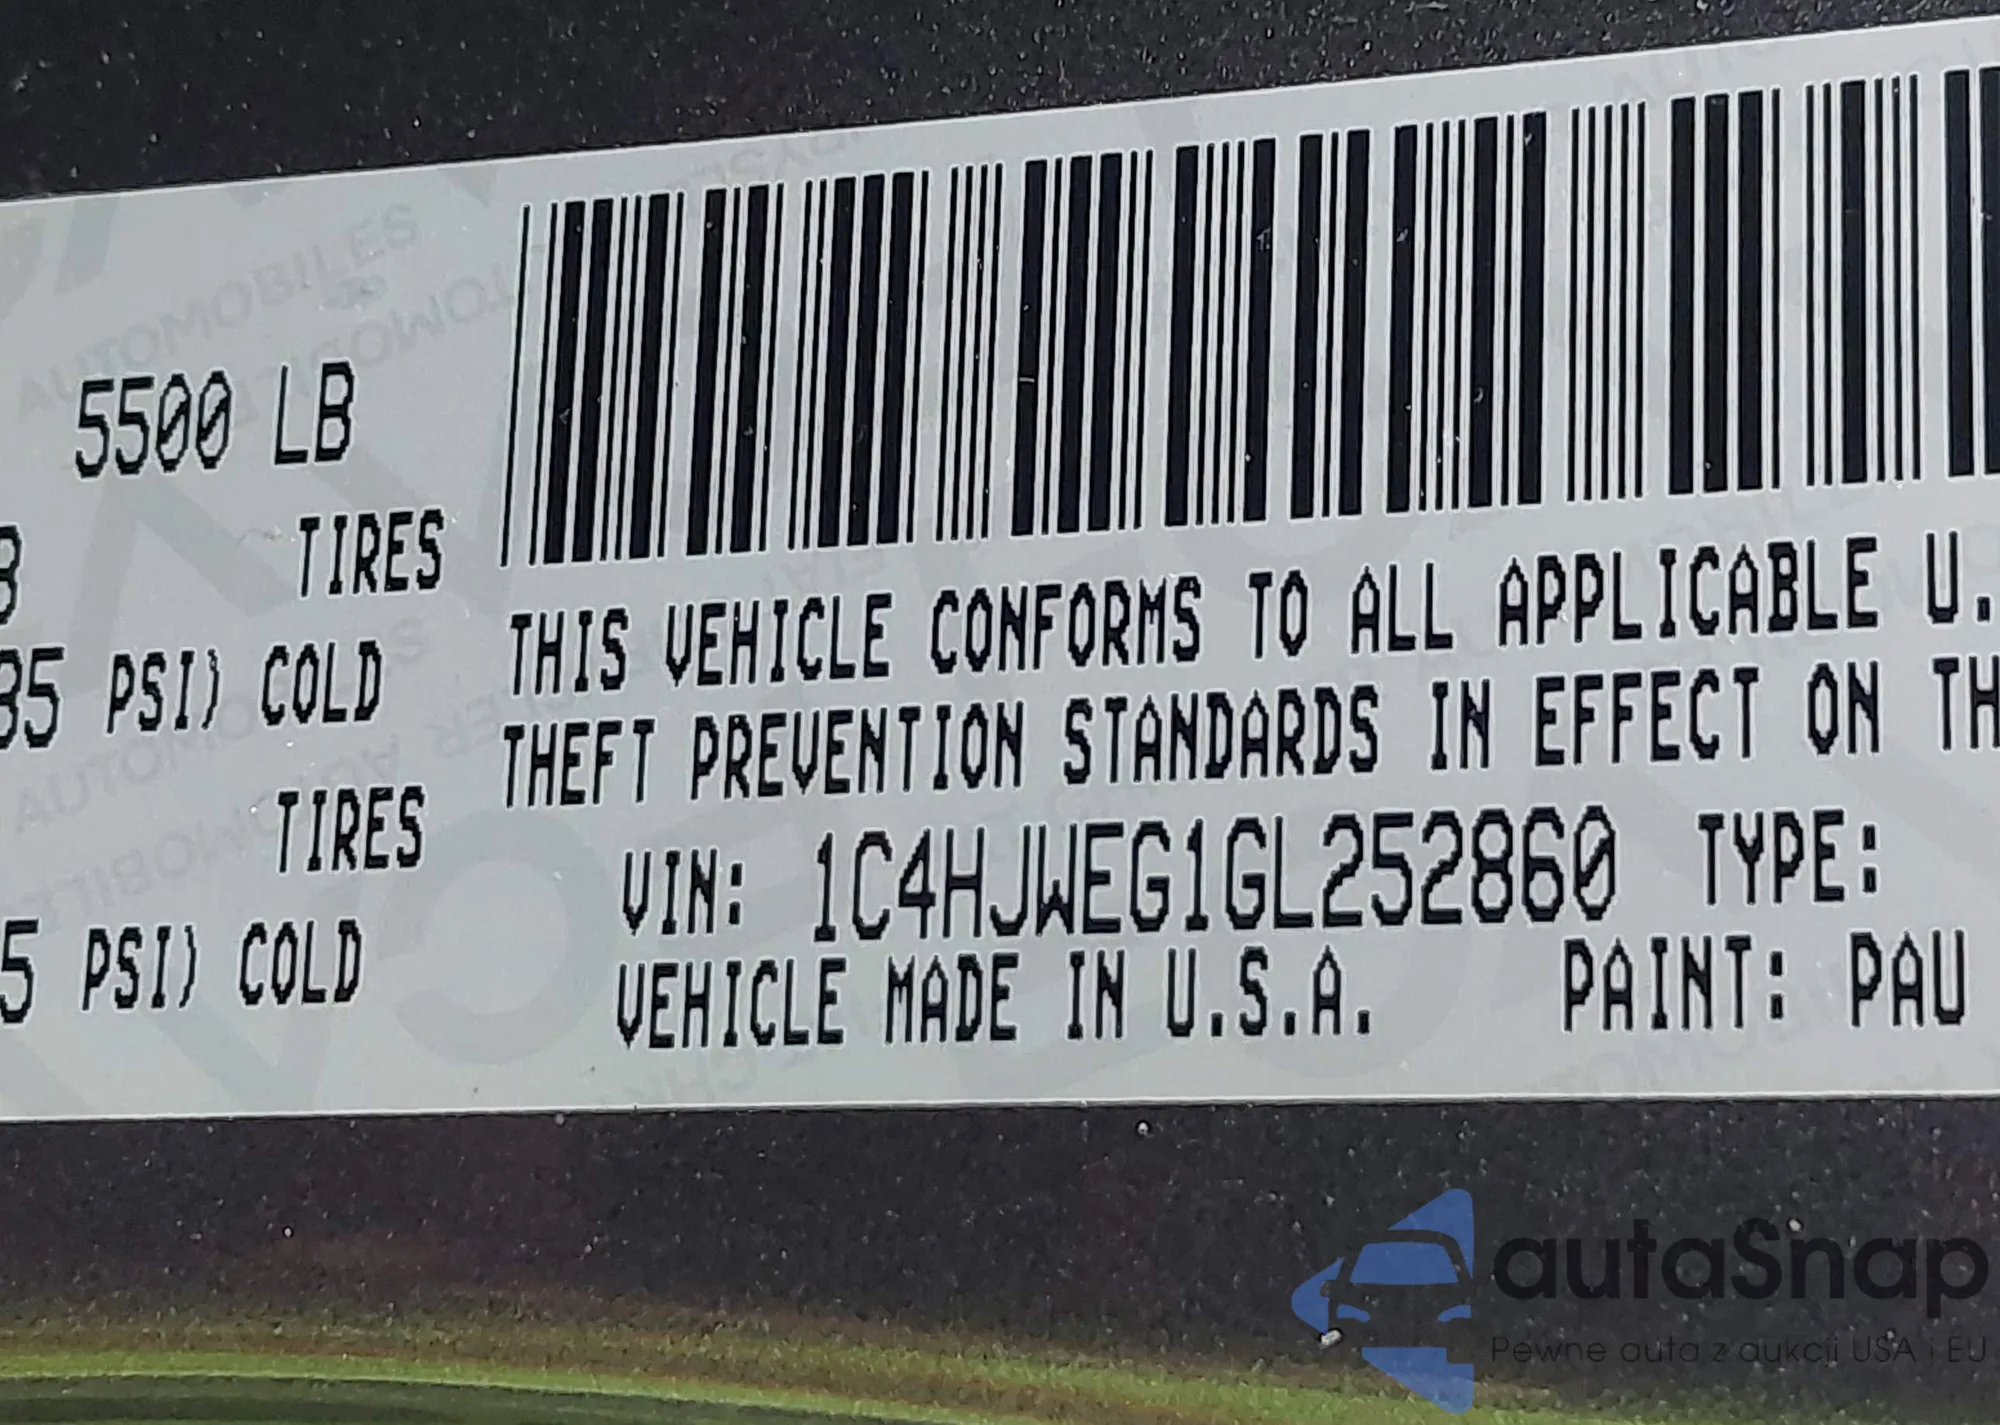 5500 LB
TIRES
35 PSI) COLD
TIRES
5 PSI) COLD
THIS VEHICLE CONFORMS TO ALL APPLICABLE U.
THEFT PREVENTION STANDARDS IN EFFECT ON TH
VIN: 1C4HJWEG1GL252860 TYPE:
VEHICLE MADE IN U.S.A. PAINT: PAU
AUTOMOBILES
autaSnap
Pewne auta z aukcji USA i EU